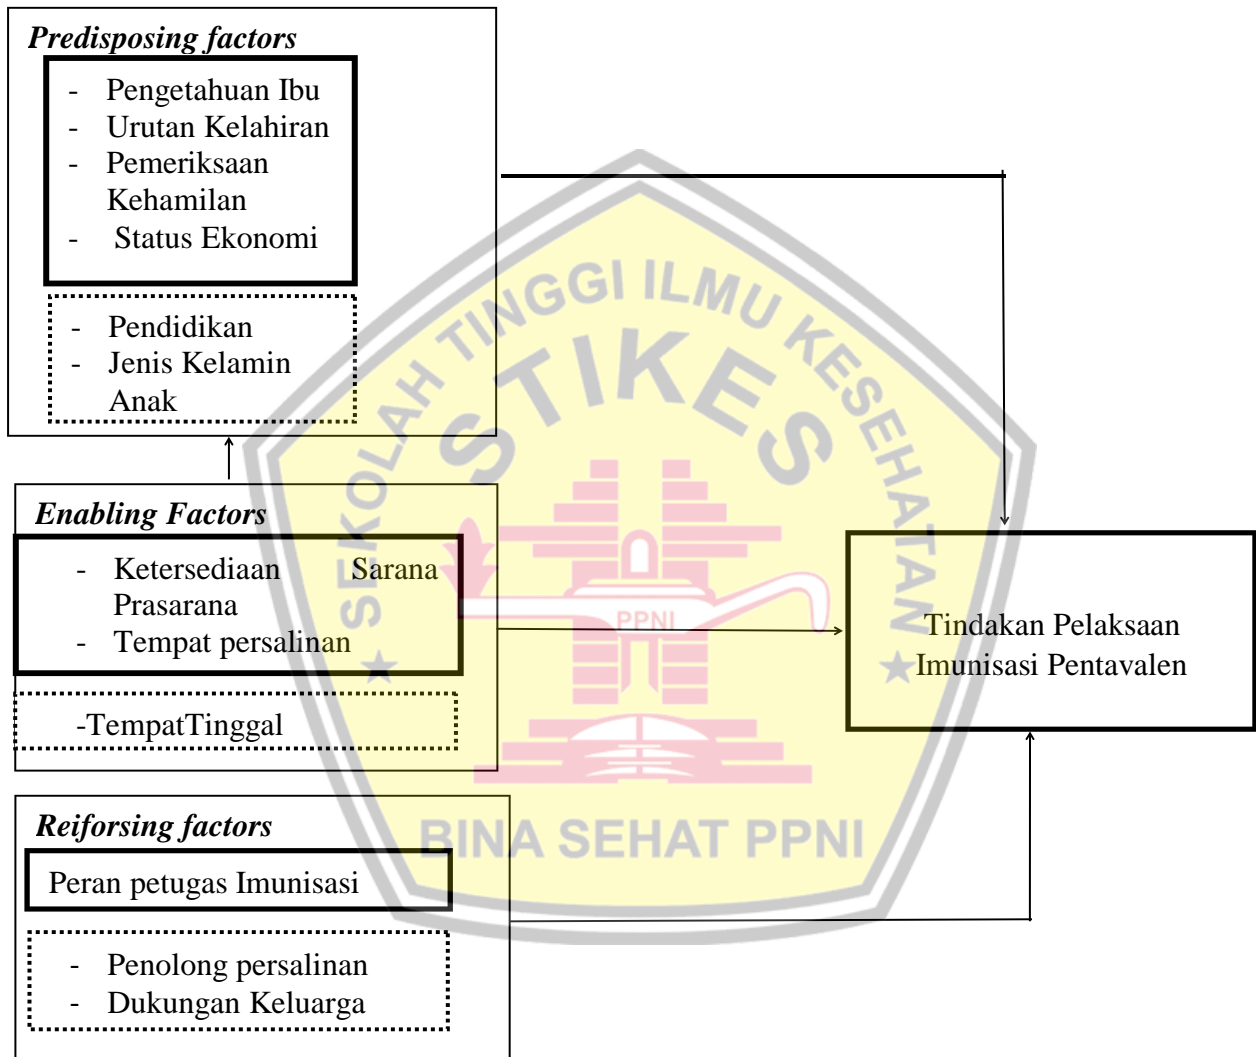 Predisposing factors
- Pengetahuan Ibu
- Urutan Kelahiran
- Pemeriksaan
Kehamilan
- Status Ekonomi
- Pendidikan
- Jenis Kelamin
Anak
Enabling Factors
- Ketersediaan Sarana
Prasarana
- Tempat persalinan
-TempatTinggal
Reiforsing factors
Peran petugas Imunisasi
- Penolong persalinan
- Dukungan Keluarga
Tindakan Pelaksaan
Imunisasi Pentavalen
SEKOLAH TINGGI ILMU KESEHATAN
STIKES
PPNI
BINA SEHAT PPNI